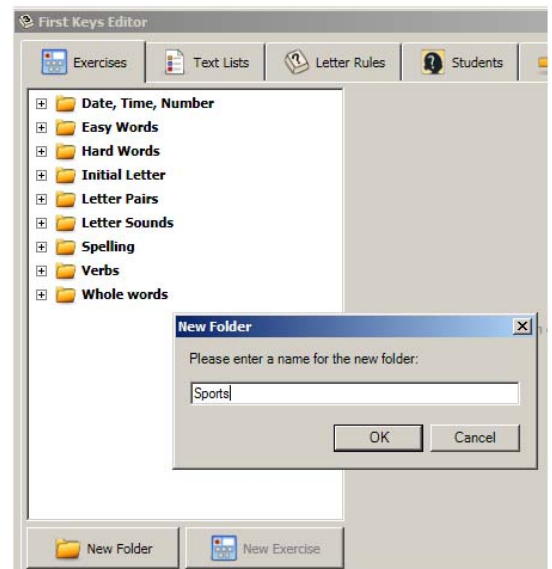 First Keys Editor
Exercises Text Lists Letter Rules Students
Date, Time, Number
Easy Words
Hard Words
Initial Letter
Letter Pairs
Letter Sounds
Spelling
Verbs
Whole words
New Folder
Please enter a name for the new folder:
Sports
OK Cancel
New Folder New Exercise